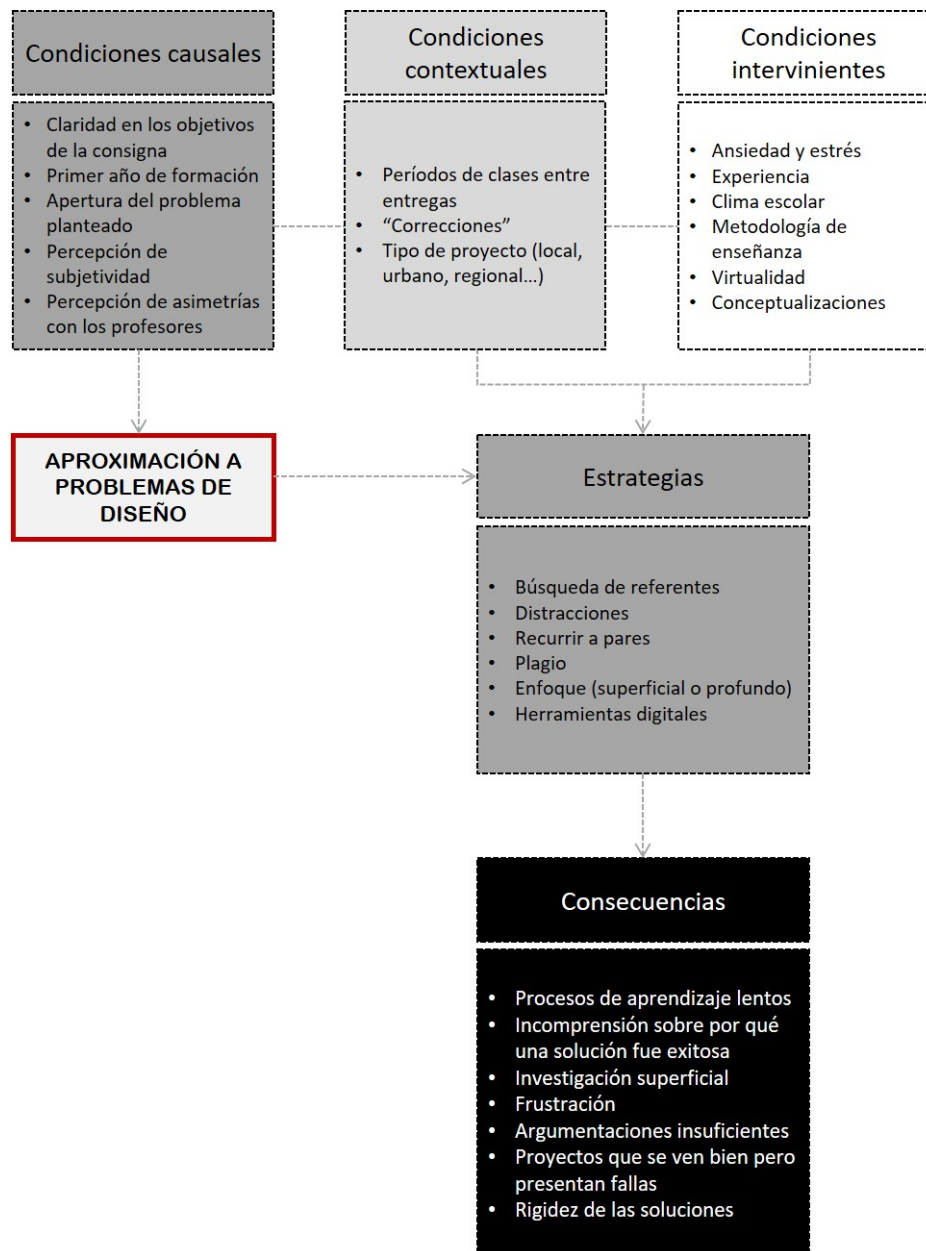 Condiciones causales
• Claridad en los objetivos
de la consigna
• Primer año de formación
• Apertura del problema
planteado
• Percepción de
subjetividad
• Percepción de asimetrías
con los profesores
Condiciones
contextuales
• Períodos de clases entre
entregas
• “Correcciones”
• Tipo de proyecto (local,
urbano, regional...)
Condiciones
intervinientes
• Ansiedad y estrés
• Experiencia
• Clima escolar
• Metodología de
enseñanza
• Virtualidad
• Conceptualizaciones
APROXIMACIÓN A
PROBLEMAS DE
DISEÑO
Estrategias
• Búsqueda de referentes
• Distracciones
• Recurrir a pares
• Plagio
• Enfoque (superficial o profundo)
• Herramientas digitales
Consecuencias
• Procesos de aprendizaje lentos
• Incomprensión sobre por qué
una solución fue exitosa
• Investigación superficial
• Frustración
• Argumentaciones insuficientes
• Proyectos que se ven bien pero
presentan fallas
• Rigidez de las soluciones